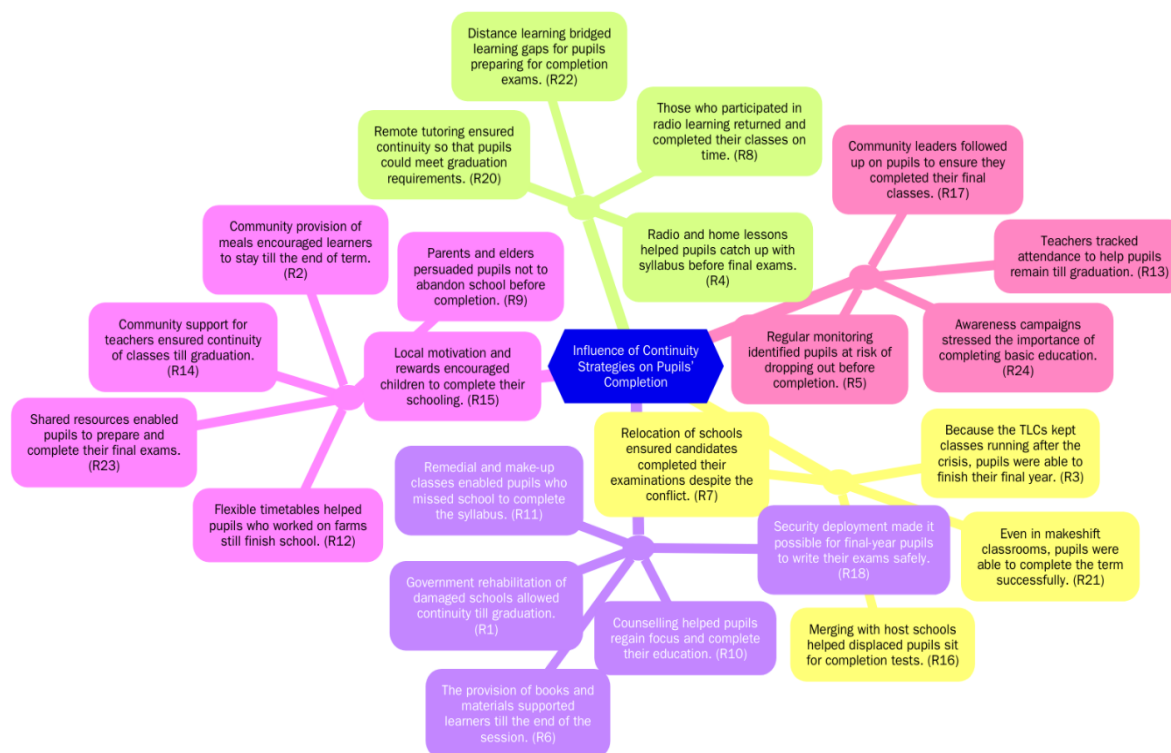 Distance learning bridged
learning gaps for pupils
preparing for completion
exams. (R22)
Those who participated in
radio learning returned and
completed their classes on
time. (R8)
Remote tutoring ensured
continuity so that pupils
could meet graduation
requirements. (R20)
Radio and home lessons
helped pupils catch up with
syllabus before final exams.
(R4)
Community leaders followed
up on pupils to ensure they
completed their final
classes. (R17)
Teachers tracked
attendance to help pupils
remain till graduation. (R13)
Awareness campaigns
stressed the importance of
completing basic education.
(R24)
Regular monitoring
identified pupils at risk of
dropping out before
completion. (R5)
Community provision of
meals encouraged learners
to stay till the end of term.
(R2)
Parents and elders
persuaded pupils not to
abandon school before
completion. (R9)
Community support for
teachers ensured continuity
of classes till graduation.
(R14)
Local motivation and
rewards encouraged
children to complete their
schooling. (R15)
Shared resources enabled
pupils to prepare and
complete their final exams.
(R23)
Flexible timetables helped
pupils who worked on farms
still finish school. (R12)
Influence of Continuity
Strategies on Pupils'
Completion
Relocation of schools
ensured candidates
completed their
examinations despite the
conflict. (R7)
Because the TLCs kept
classes running after the
crisis, pupils were able to
finish their final year. (R3)
Even in makeshift
classrooms, pupils were
able to complete the term
successfully. (R21)
Merging with host schools
helped displaced pupils sit
for completion tests. (R16)
Remedial and make-up
classes enabled pupils who
missed school to complete
the syllabus. (R11)
Security deployment made it
possible for final-year pupils
to write their exams safely.
(R18)
Government rehabilitation of
damaged schools allowed
continuity till graduation.
(R1)
Counselling helped pupils
regain focus and complete
their education. (R10)
The provision of books and
materials supported
learners till the end of the
session. (R6)